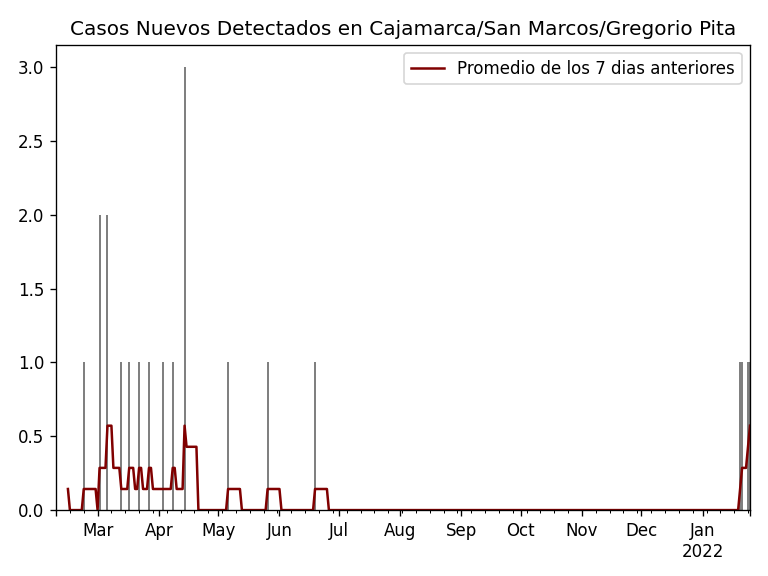 Casos Nuevos Detectados en Cajamarca/San Marcos/Gregorio Pita
Promedio de los 7 dias anteriores
3.0
2.5
2.0
1.5
1.0
0.5
0.0
Mar Apr May Jun Jul Aug Sep Oct Nov Dec Jan
2022